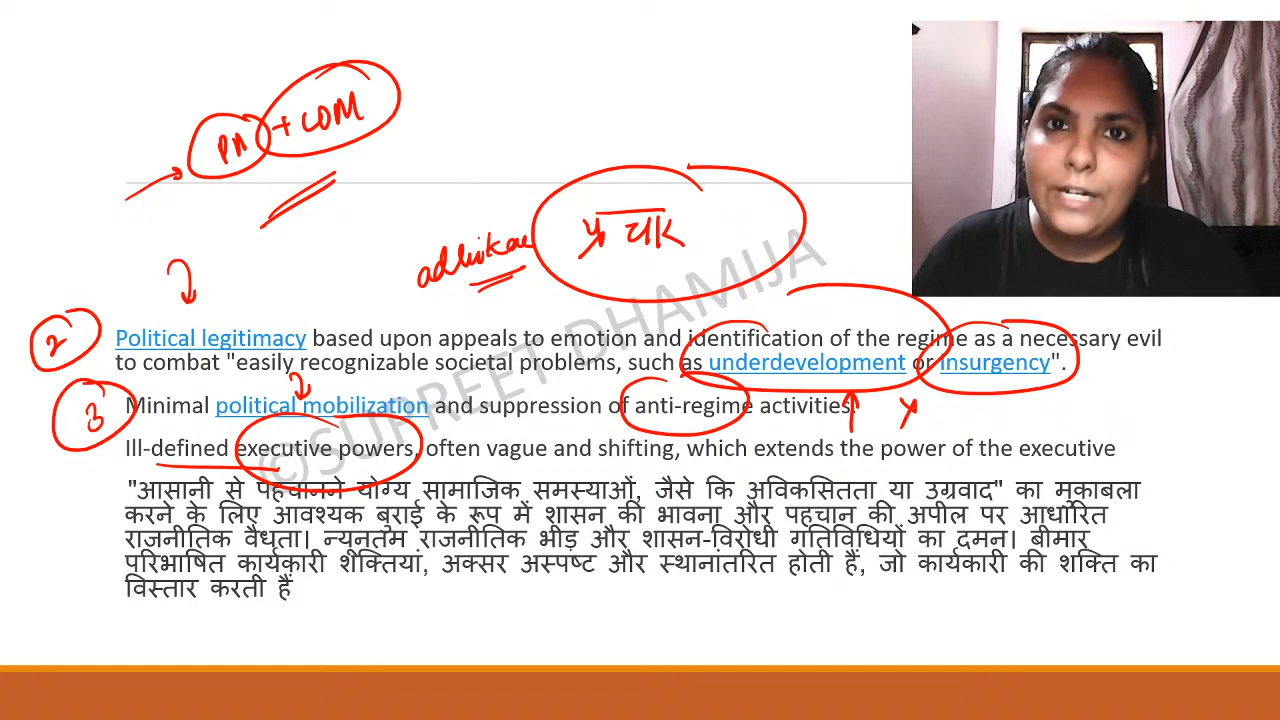 PM + COM
adhikar प्रचार
©SUPREET DHAMIJA
2 Political legitimacy based upon appeals to emotion and identification of the regime as a necessary evil
to combat "easily recognizable societal problems, such as underdevelopment or insurgency".
3 Minimal political mobilization and suppression of anti-regime activities.
Ill-defined executive powers, often vague and shifting, which extends the power of the executive
"आसानी से पहचानने योग्य सामाजिक समस्याओं, जैसे कि अविकसितता या उग्रवाद" का मुकाबला
करने के लिए आवश्यक बुराई के रूप में शासन की भावना और पहचान की अपील पर आधारित
राजनीतिक वैधता। न्यूनतम राजनीतिक भीड़ और शासन-विरोधी गतिविधियों का दमन। बीमार
परिभाषित कार्यकारी शक्तियां, अक्सर अस्पष्ट और स्थानांतरित होती हैं, जो कार्यकारी की शक्ति का
विस्तार करती हैं